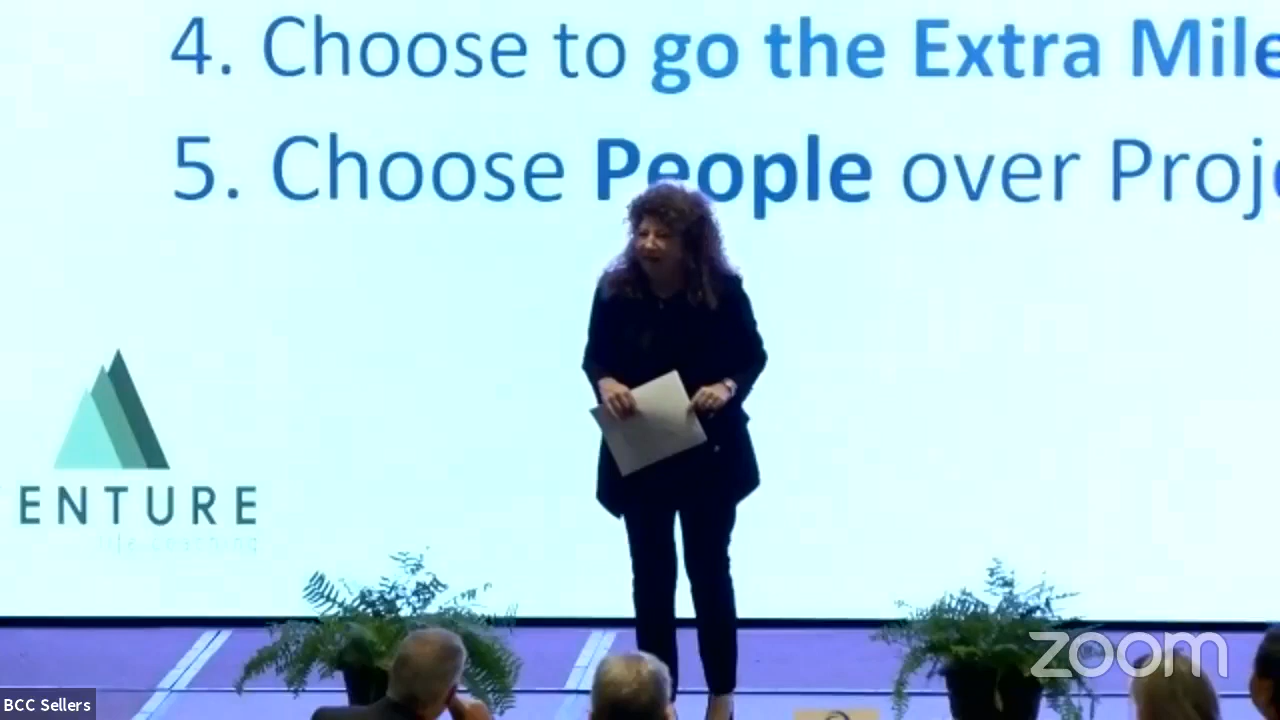 4. Choose to go the Extra Mile
5. Choose People over Proj
ENTURE
zoom
BCC Sellers